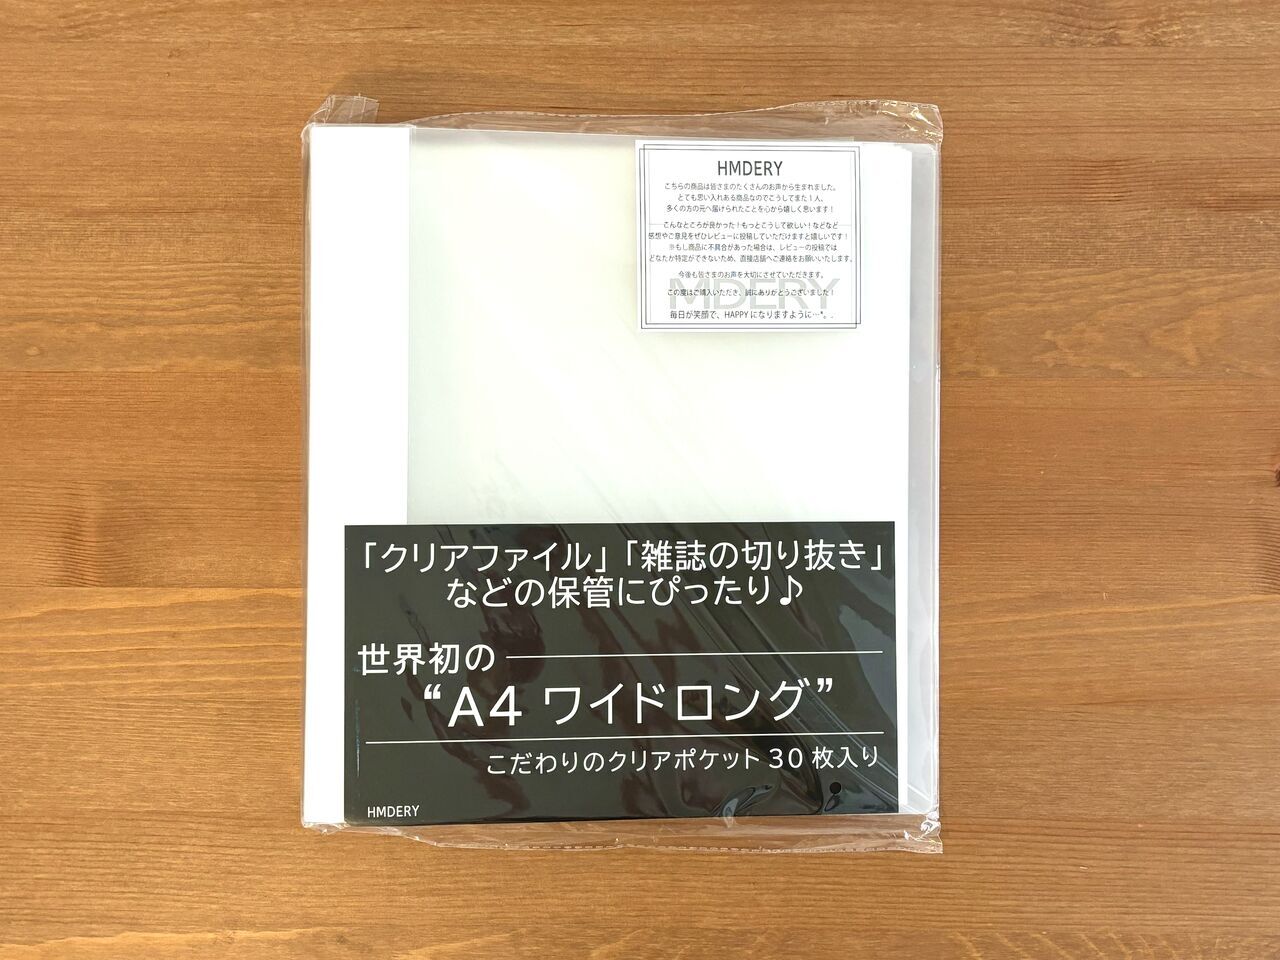 HMDERY
こちらの商品は皆さまのたくさんのお声から生まれました。
とても思い入れある商品なのでこうしてまた1人、
多くの方の元へ届けられたことを心から嬉しく思います！
こんなところが良かった！もっとこうして欲しい！などなど
感想やご意見をぜひレビューに投稿していただけますと嬉しいです！
※もし商品に不具合があった場合は、レビューの投稿では
どなたか特定ができないため、直接店舗へご連絡をお願いいたします。
今後も皆さまのお声を大切にさせていただきます。
この度はご購入いただき、誠にありがとうございました！
MDERY
毎日が笑顔で、HAPPYになりますように…*。.
「クリアファイル」「雑誌の切り抜き」
などの保管にぴったり♪
世界初の
“A4 ワイドロング”
こだわりのクリアポケット 30 枚入り
HMDERY